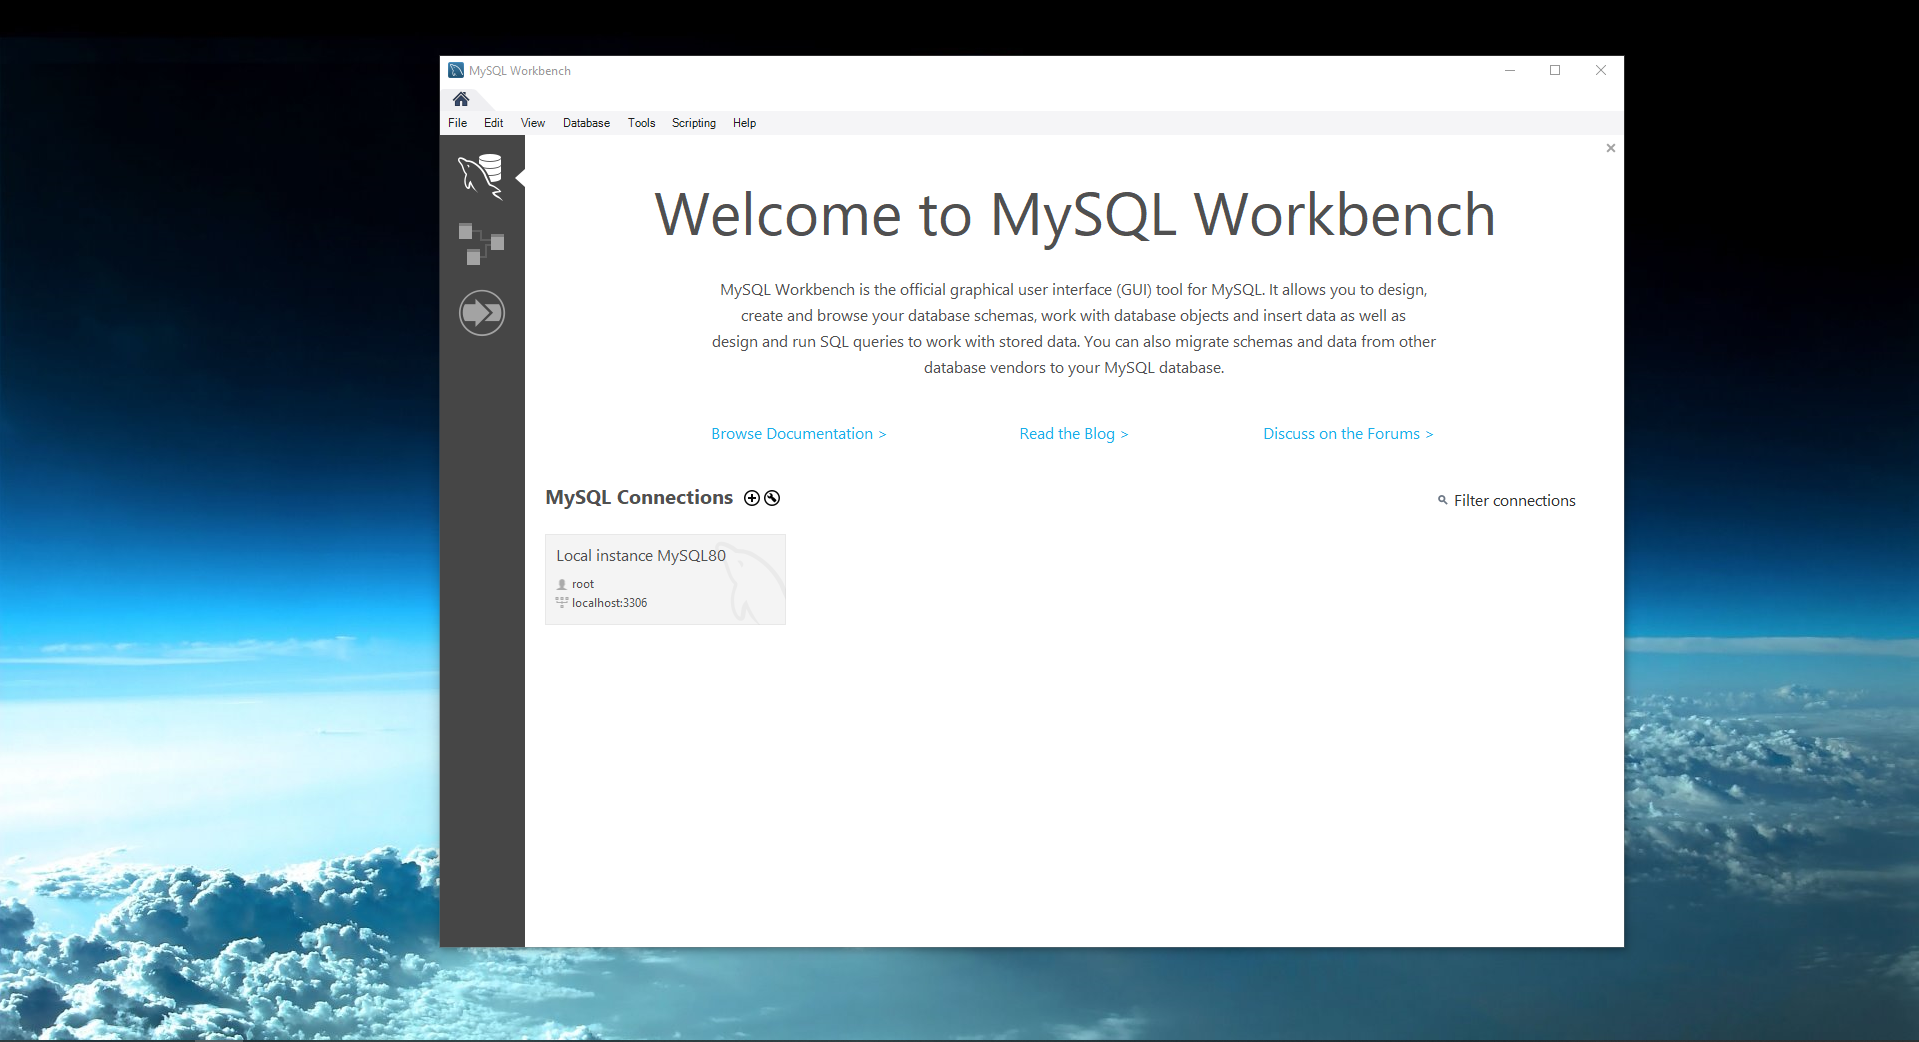 MySQL Workbench
File Edit View Database Tools Scripting Help
Welcome to MySQL Workbench
MySQL Workbench is the official graphical user interface (GUI) tool for MySQL. It allows you to design,
create and browse your database schemas, work with database objects and insert data as well as
design and run SQL queries to work with stored data. You can also migrate schemas and data from other
database vendors to your MySQL database.
Browse Documentation > Read the Blog > Discuss on the Forums >
MySQL Connections Filter connections
Local instance MySQL80
root
localhost:3306